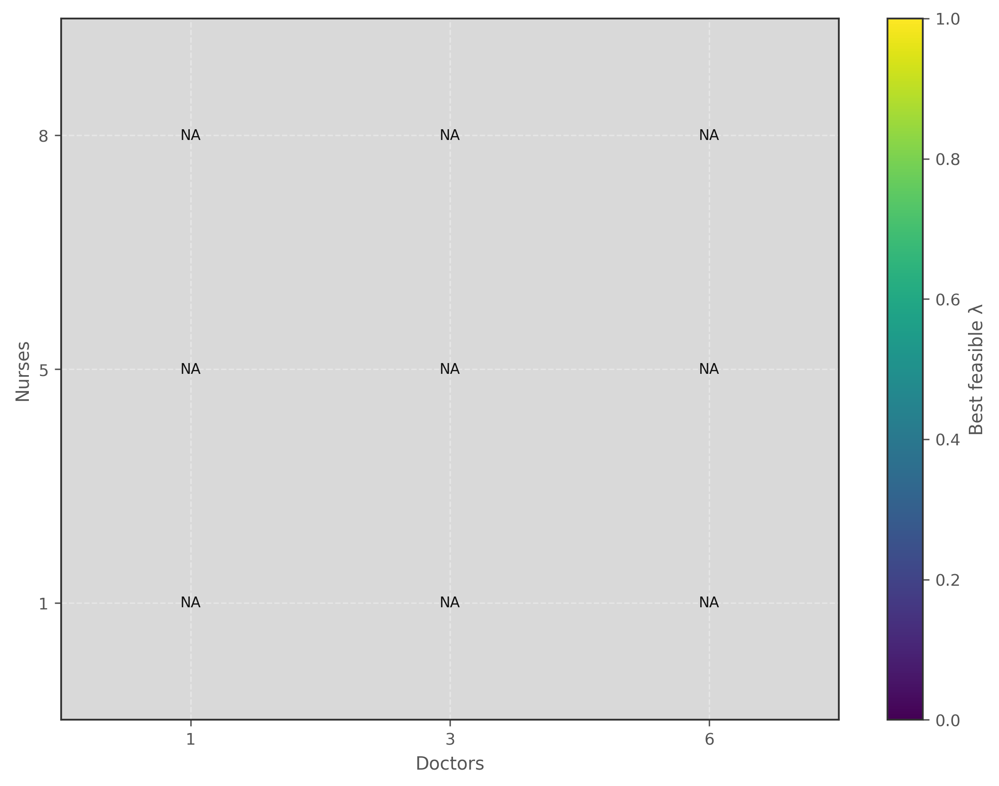 1.0
8 NA NA NA
0.8
0.6
Nurses
5 NA NA NA
Best feasible λ
0.4
1 NA NA NA
0.2
0.0
1 3 6
Doctors